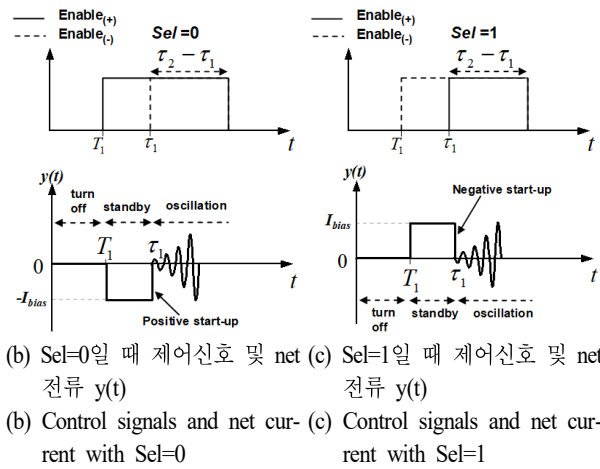 Enable(+)
Enable(-)
Sel =0
τ2 − τ1
T1
τ1
t
y(t)
turn off
standby
oscillation
T1
τ1
0
t
-Ibias
Positive start-up
Enable(+)
Enable(-)
Sel =1
τ2 − τ1
T1
τ1
t
y(t)
Negative start-up
Ibias
0
T1
τ1
t
turn off
standby
oscillation
(b) Sel=0일 때 제어신호 및 net
전류 y(t)
(c) Sel=1일 때 제어신호 및 net
전류 y(t)
(b) Control signals and net cur-
rent with Sel=0
(c) Control signals and net cur-
rent with Sel=1